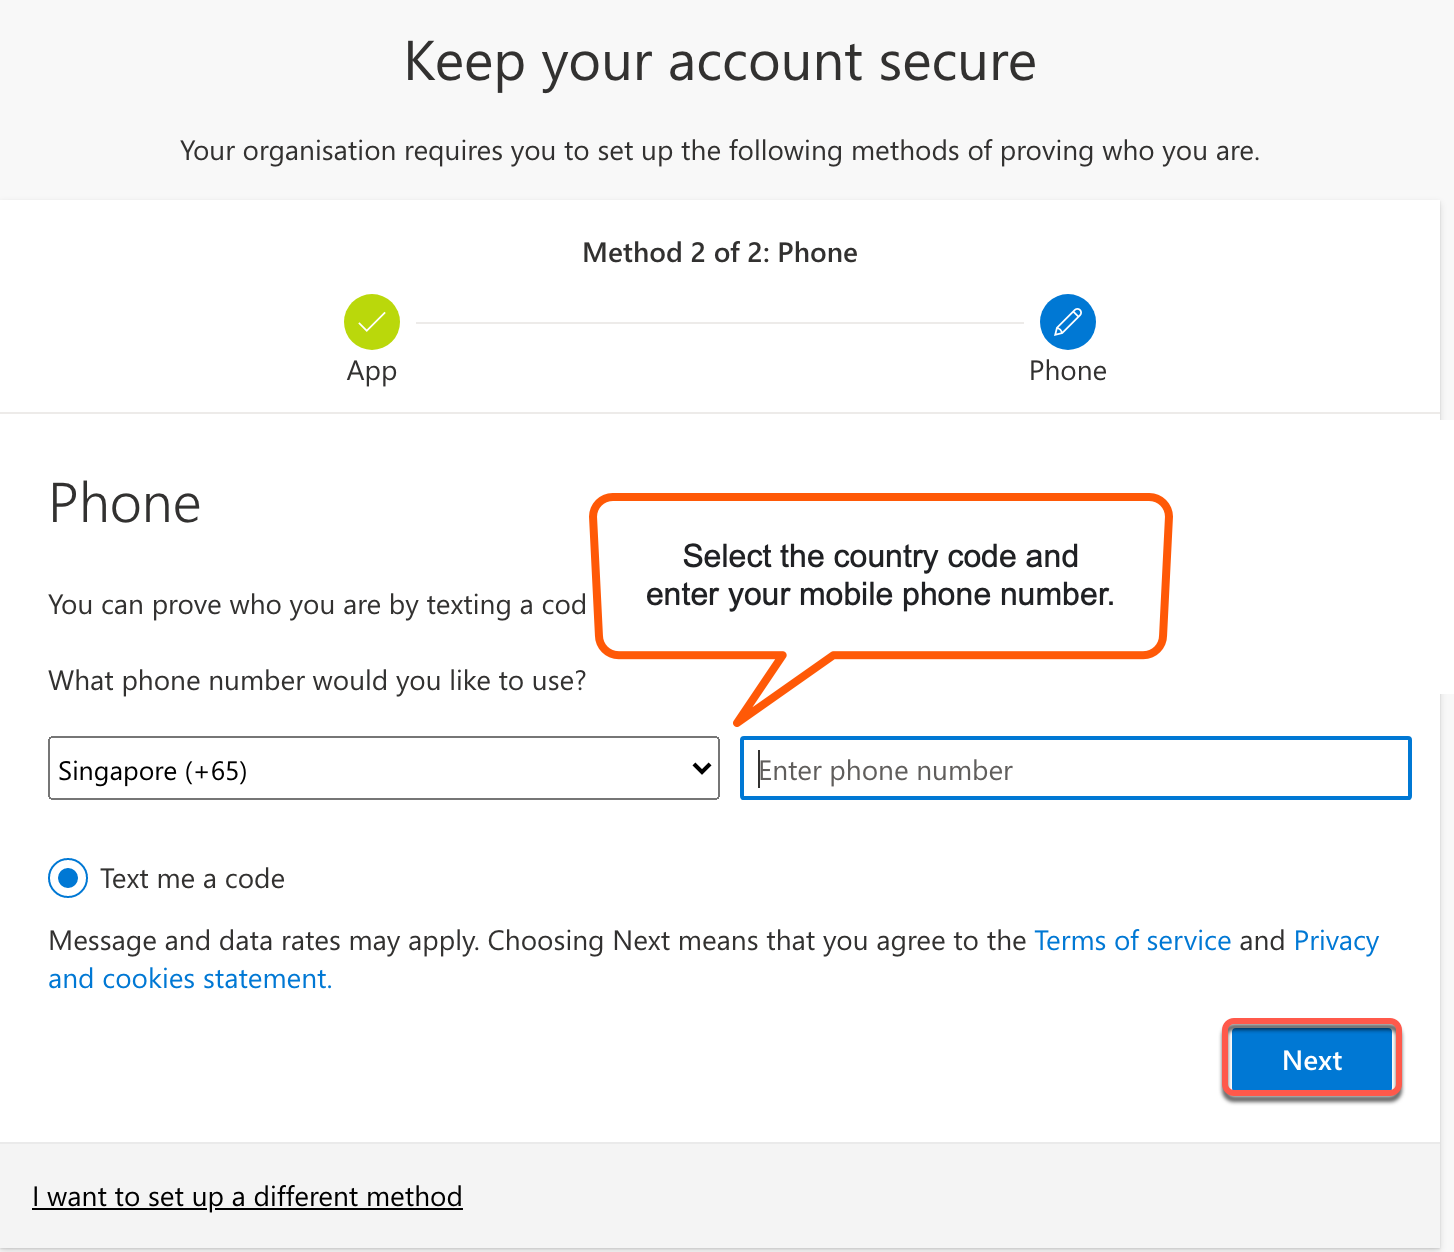 Keep your account secure
Your organisation requires you to set up the following methods of proving who you are.
Method 2 of 2: Phone
App
Phone
Phone
Select the country code and
enter your mobile phone number.
You can prove who you are by texting a cod
What phone number would you like to use?
Singapore (+65)
Enter phone number
Text me a code
Message and data rates may apply. Choosing Next means that you agree to the Terms of service and Privacy
and cookies statement.
Next
I want to set up a different method